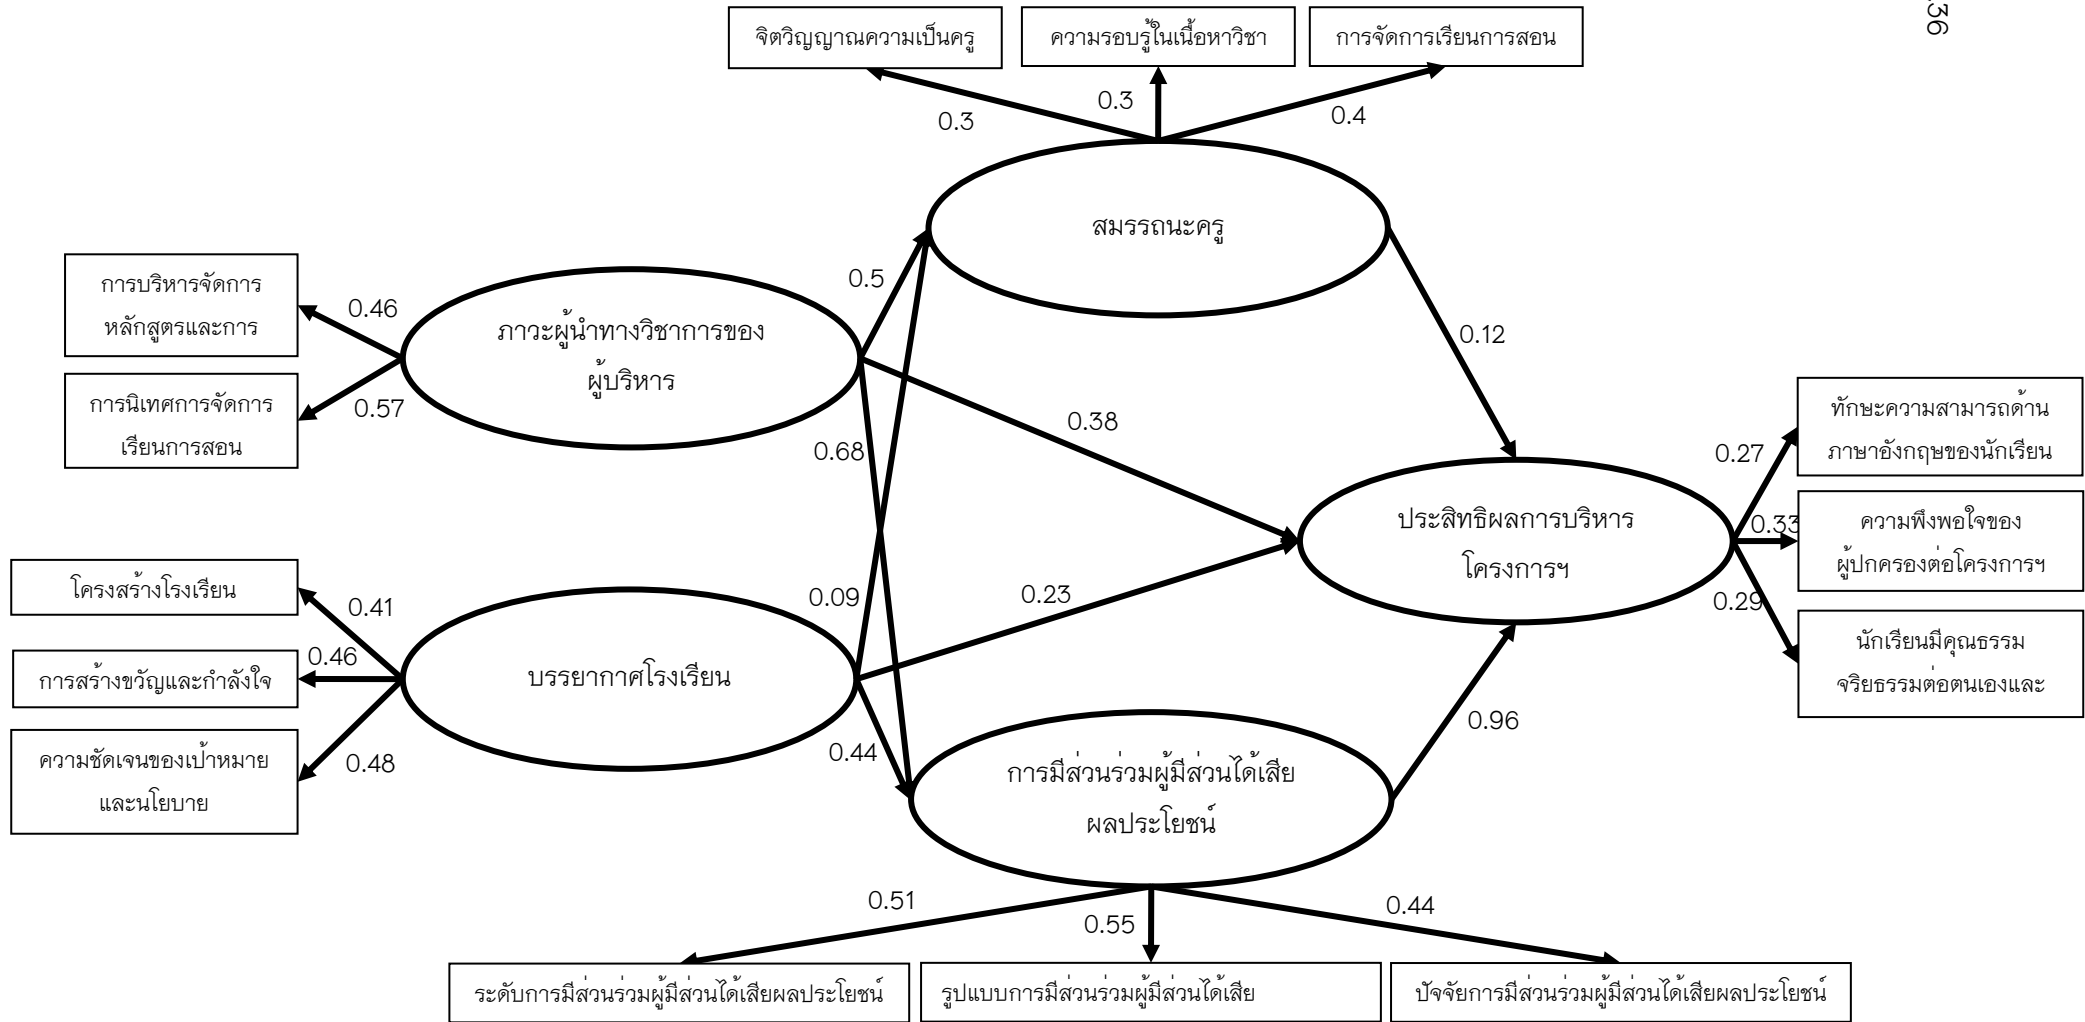 .36
จิตวิญญาณความเป็นครู
ความรอบรู้ในเนื้อหาวิชา
การจัดการเรียนการสอน
0.3
0.3
0.4
สมรรถนะครู
การบริหารจัดการ
หลักสูตรและการ
0.46
การนิเทศการจัดการ
เรียนการสอน
0.57
ภาวะผู้นำทางวิชาการของ
ผู้บริหาร
0.5
0.68
0.38
0.12
โครงสร้างโรงเรียน
0.41
การสร้างขวัญและกำลังใจ
0.46
ความชัดเจนของเป้าหมาย
และนโยบาย
0.48
บรรยากาศโรงเรียน
0.09
0.23
0.44
ประสิทธิผลการบริหาร
โครงการฯ
0.27
ทักษะความสามารถด้าน
ภาษาอังกฤษของนักเรียน
0.33
ความพึงพอใจของ
ผู้ปกครองต่อโครงการฯ
0.29
นักเรียนมีคุณธรรม
จริยธรรมต่อตนเองและ
การมีส่วนร่วมผู้มีส่วนได้เสีย
ผลประโยชน์
0.96
0.51
0.55
0.44
ระดับการมีส่วนร่วมผู้มีส่วนได้เสียผลประโยชน์
รูปแบบการมีส่วนร่วมผู้มีส่วนได้เสีย
ปัจจัยการมีส่วนร่วมผู้มีส่วนได้เสียผลประโยชน์